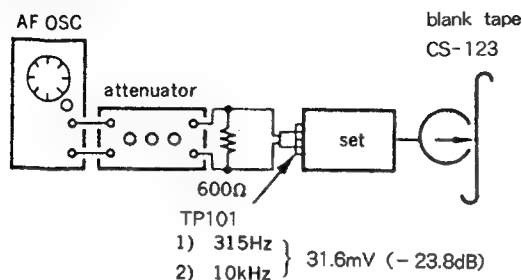 AF OSC
blank tape
CS-123
attenuator
set
600Ω
TP101
1) 315Hz
2) 10kHz } 31.6mV (-23.8dB)